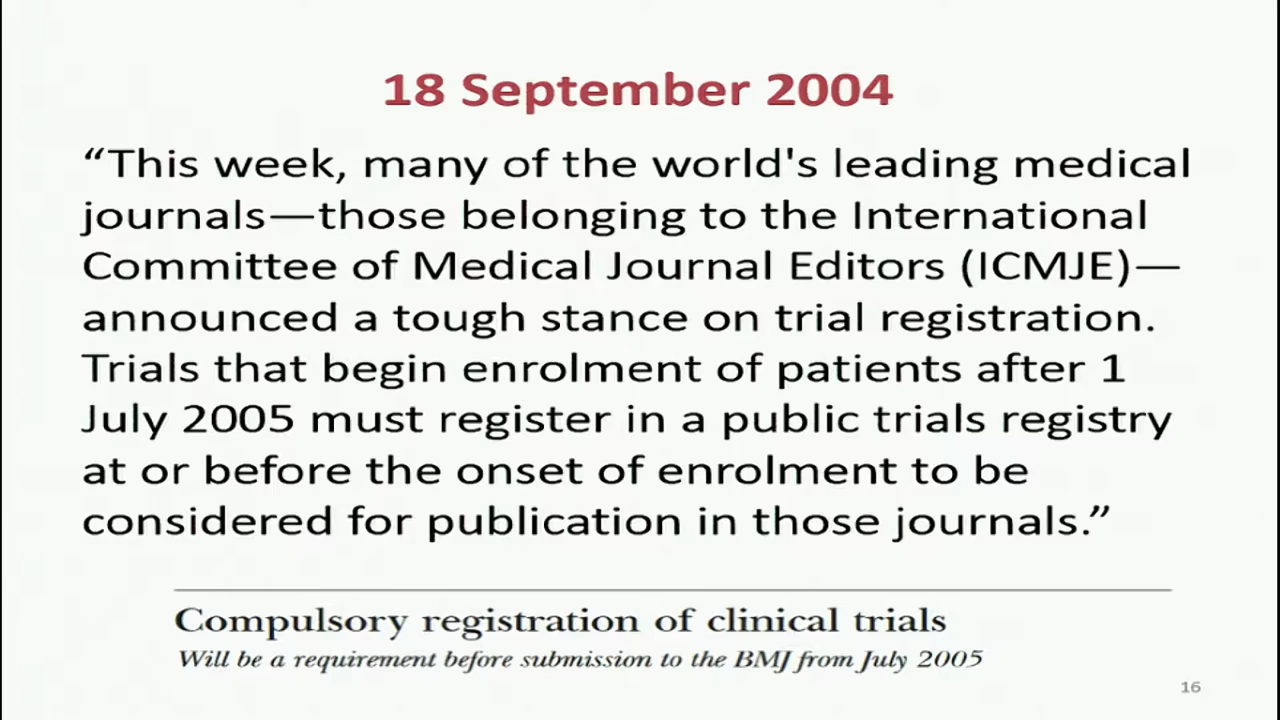 18 September 2004
“This week, many of the world's leading medical
journals—those belonging to the International
Committee of Medical Journal Editors (ICMJE)—
announced a tough stance on trial registration.
Trials that begin enrolment of patients after 1
July 2005 must register in a public trials registry
at or before the onset of enrolment to be
considered for publication in those journals.”
Compulsory registration of clinical trials
Will be a requirement before submission to the BMJ from July 2005
16